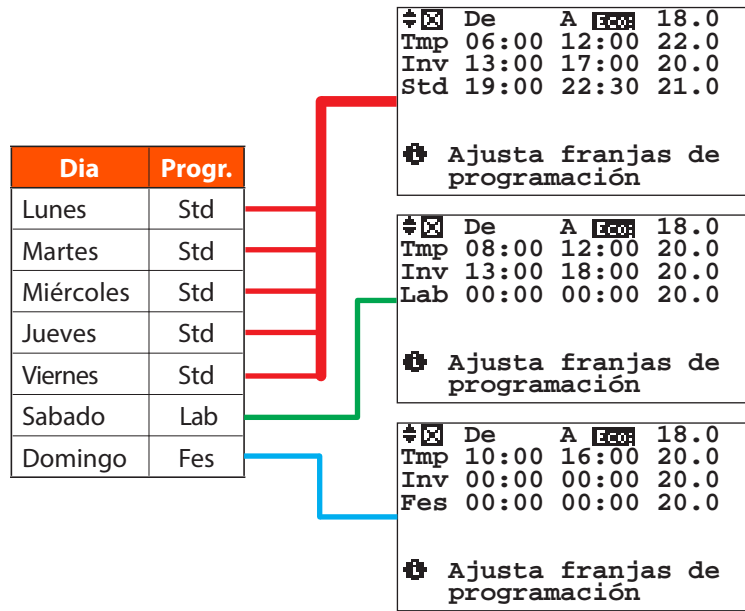 Dia Progr.
Lunes Std
Martes Std
Miércoles Std
Jueves Std
Viernes Std
Sabado Lab
Domingo Fes
De A Eco: 18.0
Tmp 06:00 12:00 22.0
Inv 13:00 17:00 20.0
Std 19:00 22:30 21.0
Ajusta franjas de
programación
De A Eco: 18.0
Tmp 08:00 12:00 20.0
Inv 13:00 18:00 20.0
Lab 00:00 00:00 20.0
Ajusta franjas de
programación
De A Eco: 18.0
Tmp 10:00 16:00 20.0
Inv 00:00 00:00 20.0
Fes 00:00 00:00 20.0
Ajusta franjas de
programación